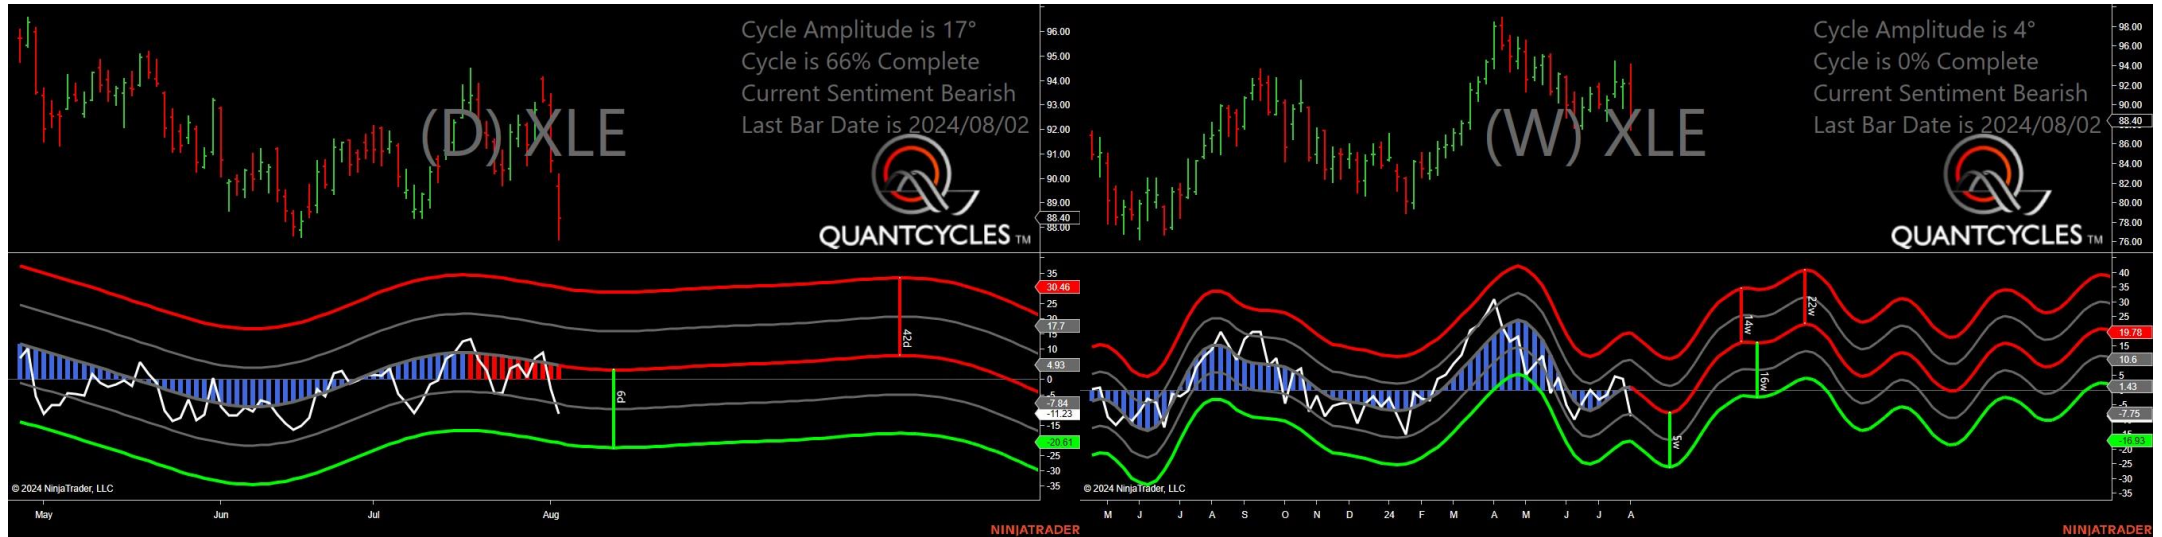 Cycle Amplitude is 17°
Cycle is 66% Complete
Current Sentiment Bearish
Last Bar Date is 2024/08/02
(D) XLE
QUANTCYCLES TM
96.00
95.00
94.00
93.00
92.00
91.00
90.00
89.00
88.40
88.00
35
30.46
25
20
17.7
15
10
4.93
0
-5
-7.84
-11.23
-15
-20.61
-25
-30
-35
42d
6d
© 2024 NinjaTrader, LLC
May Jun Jul Aug
NINJATRADER
Cycle Amplitude is 4°
Cycle is 0% Complete
Current Sentiment Bearish
Last Bar Date is 2024/08/02
(W) XLE
QUANTCYCLES TM
98.00
96.00
94.00
92.00
90.00
88.40
86.00
84.00
82.00
80.00
78.00
76.00
40
35
30
25
19.78
15
10.6
5
1.43
-5
-7.75
-16.93
-20
-25
-30
-35
14w
22w
16w
5w
© 2024 NinjaTrader, LLC
M J J A S O N D 24 F M A M J J A
NINJATRADER